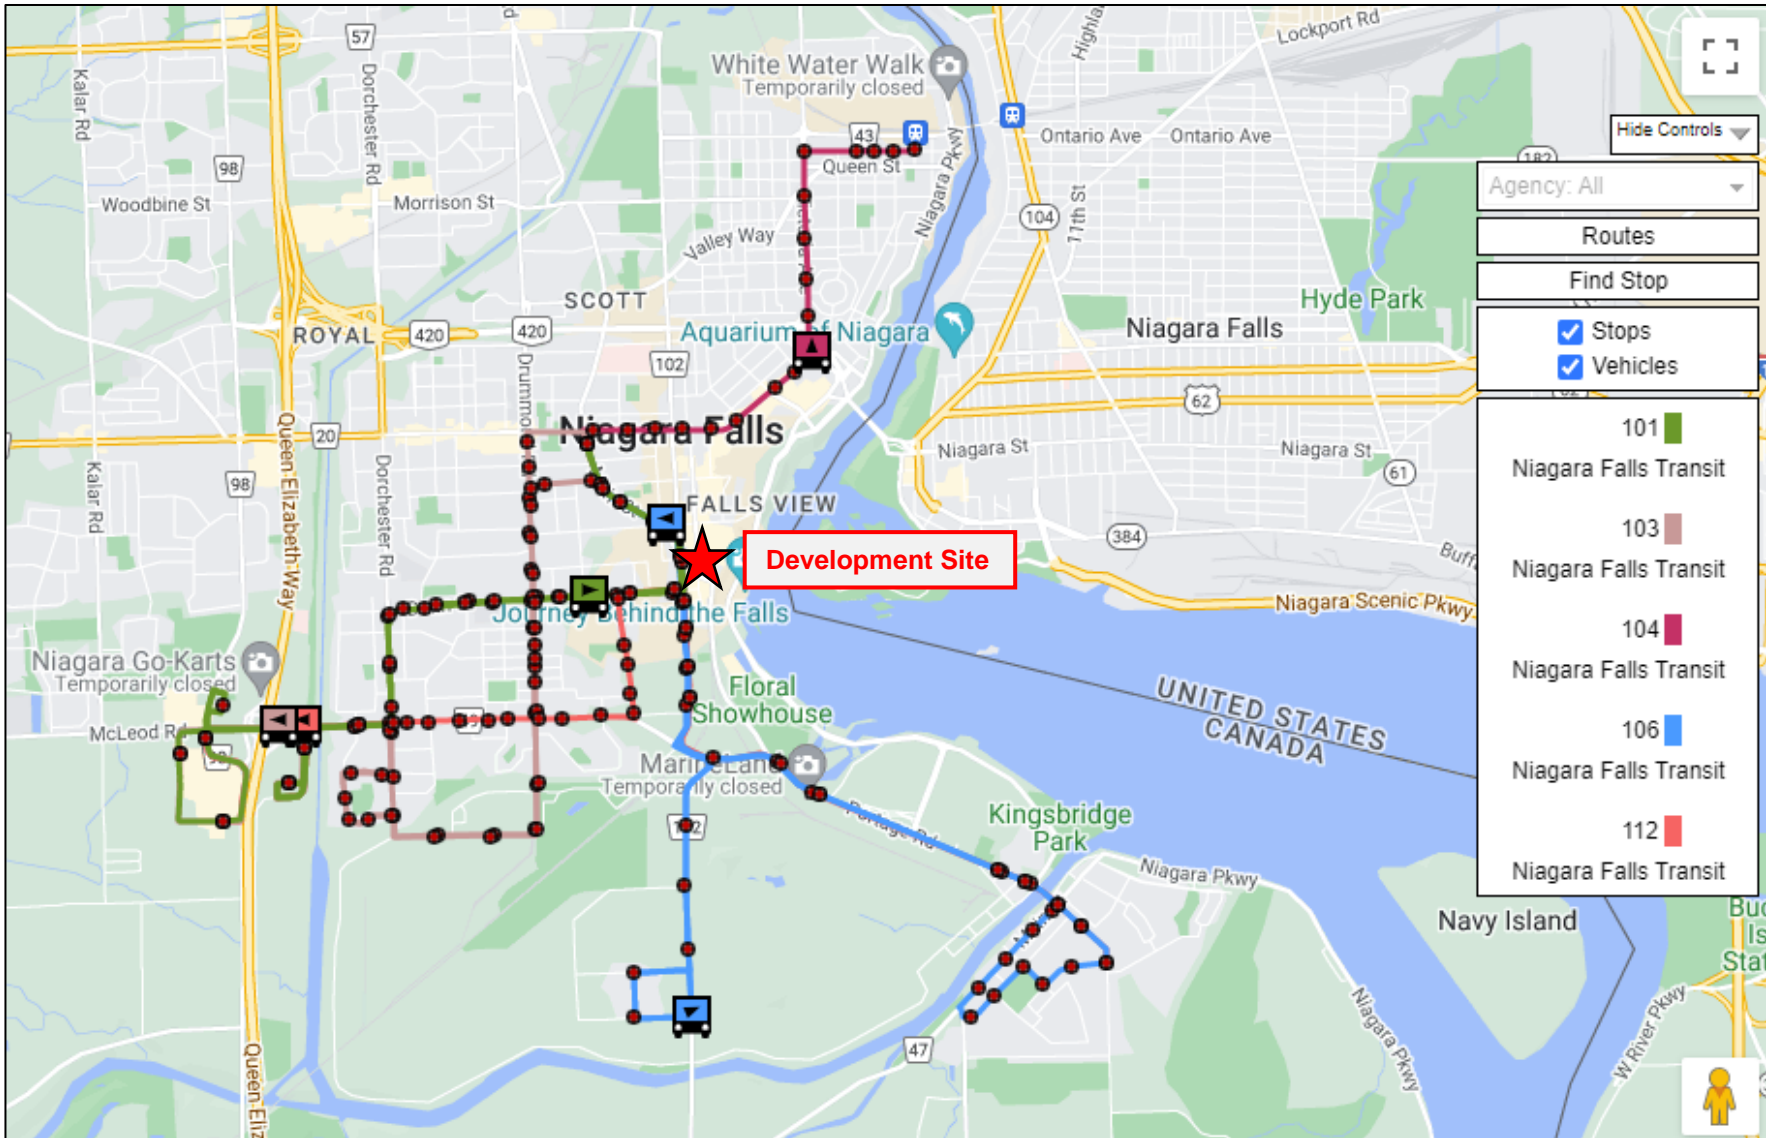 57
Lockport Rd
Kalar Rd
Dorchester Rd
White Water Walk
Temporarily closed
Hide Controls
43
Ontario Ave
Ontario Ave
Queen St
182
98
Agency: All
Niagara Pkwy
Woodbine St
Morrison St
104
11th St
Valley Way
Routes
Find Stop
SCOTT
Hyde Park
ROYAL
420
420
Aquarium of Niagara
Niagara Falls
Stops
102
Vehicles
62
20
Niagara Falls
Queen Elizabeth Way
Niagara St
Niagara St
61
101
Niagara Falls Transit
98
Kalar Rd
Dorchester Rd
FALLS VIEW
103
Niagara Falls Transit
384
Development Site
Niagara Scenic Pkwy
Journey Behind the Falls
104
Niagara Falls Transit
Niagara Go-Karts
Temporarily closed
Floral
Showhouse
UNITED STATES
CANADA
McLeod Rd
106
Niagara Falls Transit
MarineLand
Temporarily closed
Portage Rd
Kingsbridge
Park
112
Niagara Falls Transit
Niagara Pkwy
Navy Island
Niagara Pkwy
W River Pkwy
47